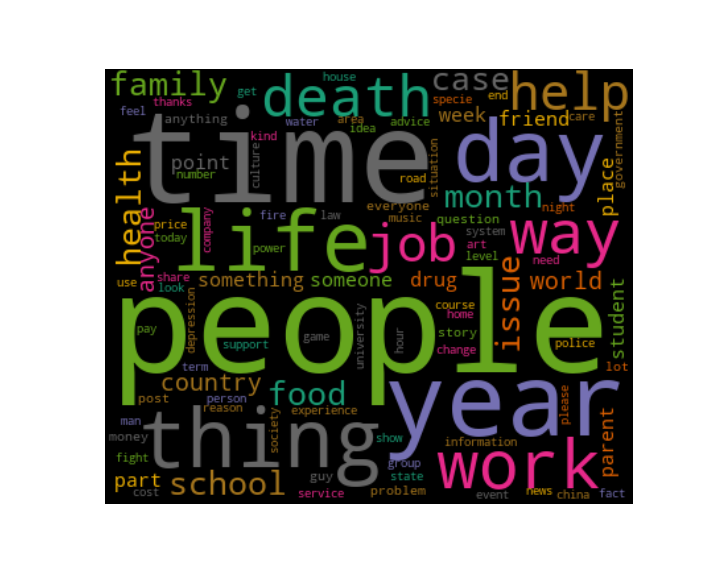 house
family
get
death
case
help
thanks
specie
end
feel
anything
water
area
idea
advice
week
friend
care
time
kind
day
government
point
number
culture
road
situation
health
month
place
everyone
night
anyone
price
company
fire
law
music
question
way
today
life
job
system
art
power
level
need
use
share
look
something
someone
drug
issue
world
people
course
home
student
pay
depression
support
game
university
hour
story
change
police
term
lot
country
food
year
post
person
reason
experience
please
man
thing
society
money
show
information
work
parent
fight
group
part
school
guy
state
cost
service
problem
event
news
china
fact